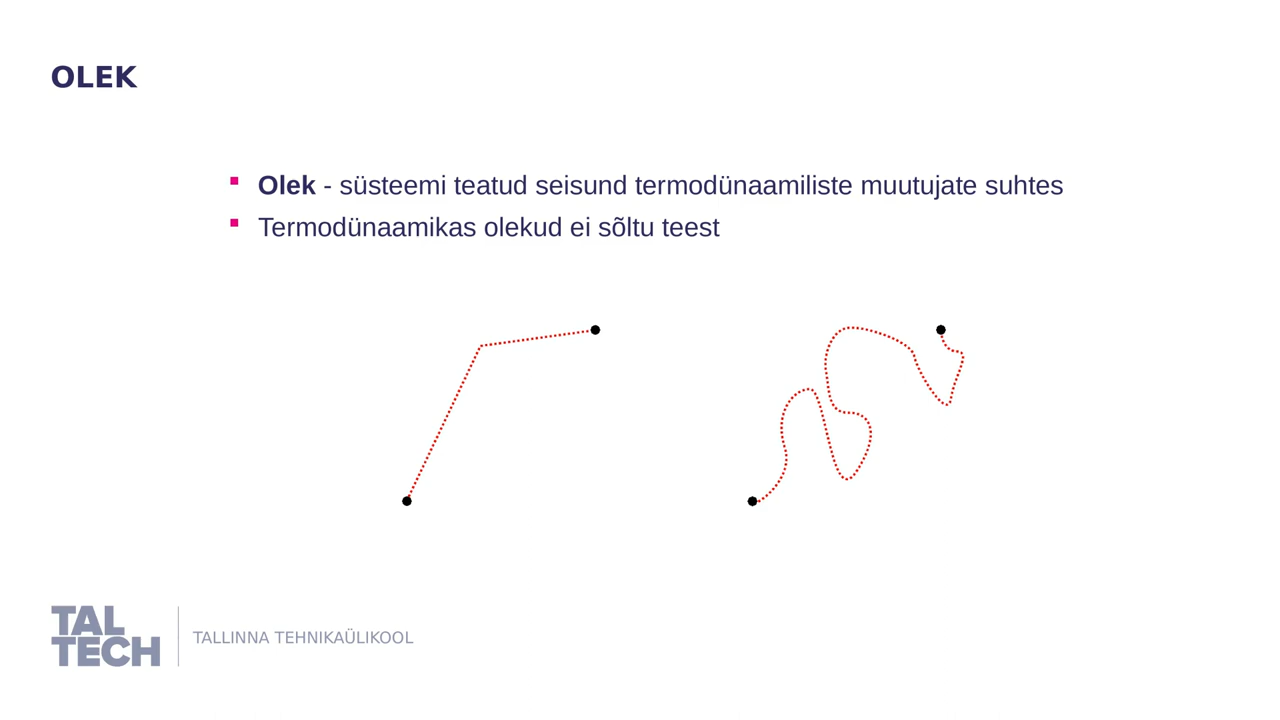 OLEK
Olek - süsteemi teatud seisund termodünaamiliste muutujate suhtes
Termodünaamikas olekud ei sõltu teest
TAL
TECH
TALLINNA TEHNIKAÜLIKOOL